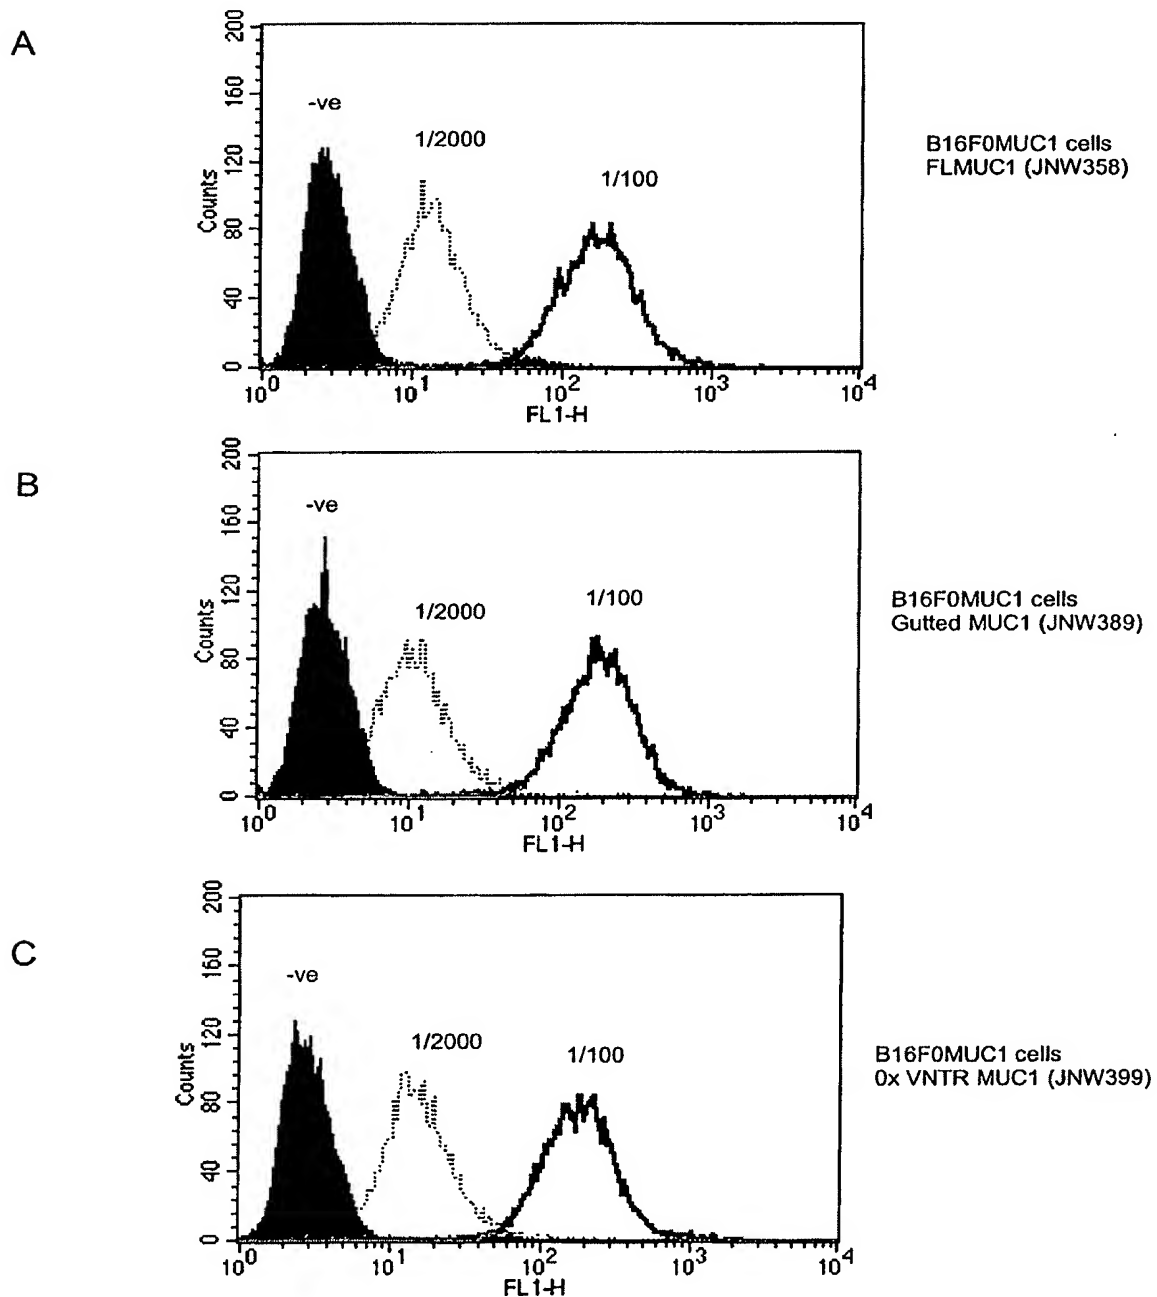 A
200
160
120
80
40
0
Counts
-ve
1/2000
1/100
10^0
10^1
10^2
10^3
10^4
FL1-H
B16F0MUC1 cells
FLMUC1 (JNW358)
B
200
160
120
80
40
0
Counts
-ve
1/2000
1/100
10^0
10^1
10^2
10^3
10^4
FL1-H
B16F0MUC1 cells
Gutted MUC1 (JNW389)
C
200
160
120
80
40
0
Counts
-ve
1/2000
1/100
10^0
10^1
10^2
10^3
10^4
FL1-H
B16F0MUC1 cells
0x VNTR MUC1 (JNW399)